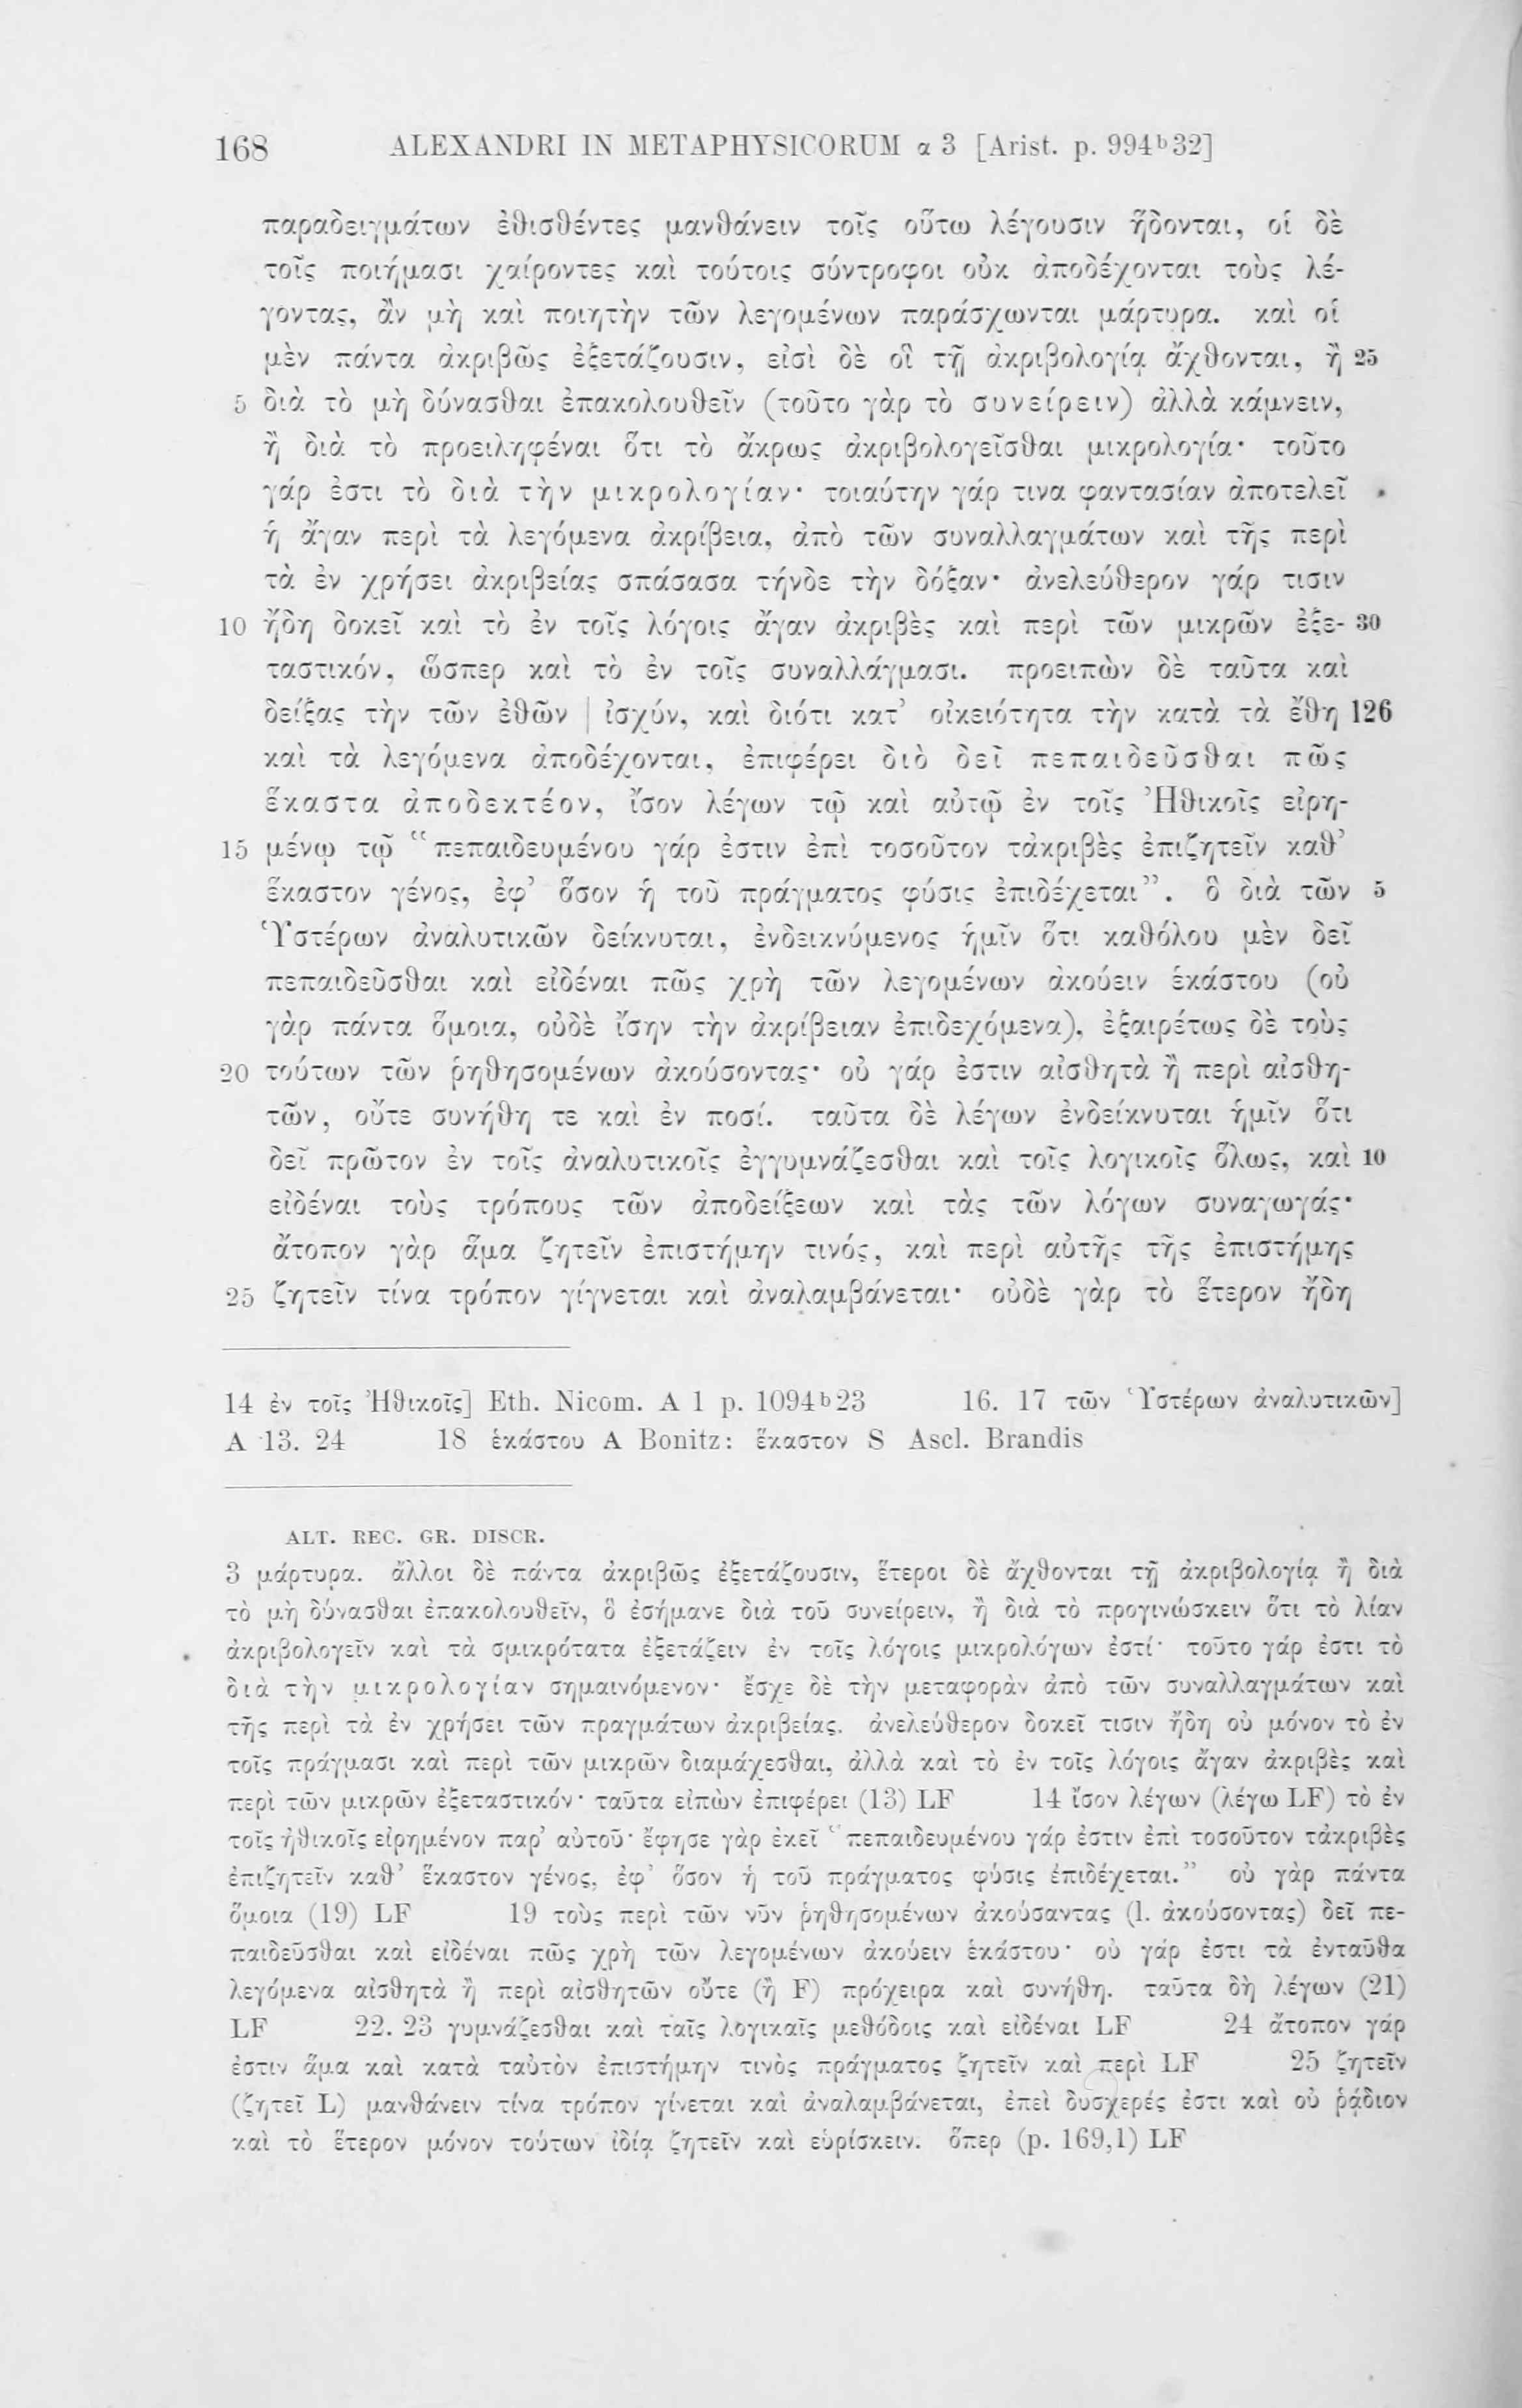 168 ALEXANDRI IN METAPHYSICORUM α 3 [Arist. p. 994ᵇ32]
παραδειγμάτων ἐθισθέντες μανθάνειν τοῖς οὕτω λέγουσιν ἥδονται, οἱ δὲ
τοῖς ποιήμασι χαίροντες καὶ τούτοις σύντροφοι οὐκ ἀποδέχονται τοὺς λέ-
γοντας, ἂν μὴ καὶ ποιητὴν τῶν λεγομένων παράσχωνται μάρτυρα. καὶ οἱ
μὲν πάντα ἀκριβῶς ἐξετάζουσιν, εἰσὶ δὲ οἳ τῇ ἀκριβολογίᾳ ἄχθονται, ἢ 25
5 διὰ τὸ μὴ δύνασθαι ἐπακολουθεῖν (τοῦτο γὰρ τὸ συνείρειν) ἀλλὰ κάμνειν,
ἢ διὰ τὸ προειληφέναι ὅτι τὸ ἄκρως ἀκριβολογεῖσθαι μικρολογία· τοῦτο
γάρ ἐστι τὸ διὰ τὴν μικρολογίαν· τοιαύτην γάρ τινα φαντασίαν ἀποτελεῖ
ἡ ἄγαν περὶ τὰ λεγόμενα ἀκρίβεια, ἀπὸ τῶν συναλλαγμάτων καὶ τῆς περὶ
τὰ ἐν χρήσει ἀκριβείας σπάσασα τήνδε τὴν δόξαν· ἀνελεύθερον γάρ τισιν
10 ἤδη δοκεῖ καὶ τὸ ἐν τοῖς λόγοις ἄγαν ἀκριβὲς καὶ περὶ τῶν μικρῶν ἐξε- 30
ταστικόν, ὥσπερ καὶ τὸ ἐν τοῖς συναλλάγμασι. προειπὼν δὲ ταῦτα καὶ
δείξας τὴν τῶν ἐθῶν | ἰσχύν, καὶ διότι κατ’ οἰκειότητα τὴν κατὰ τὰ ἔθη 126
καὶ τὰ λεγόμενα ἀποδέχονται, ἐπιφέρει διὸ δεῖ πεπαιδεῦσθαι πῶς
ἕκαστα ἀποδεκτέον, ἴσον λέγων τῷ καὶ αὐτῷ ἐν τοῖς Ἠθικοῖς εἰρη-
15 μένῳ τῷ “πεπαιδευμένου γάρ ἐστιν ἐπὶ τοσοῦτον τἀκριβὲς ἐπιζητεῖν καθ’
ἕκαστον γένος, ἐφ’ ὅσον ἡ τοῦ πράγματος φύσις ἐπιδέχεται”. ὃ διὰ τῶν 5
Ὑστέρων ἀναλυτικῶν δείκνυται, ἐνδεικνύμενος ἡμῖν ὅτι καθόλου μὲν δεῖ
πεπαιδεῦσθαι καὶ εἰδέναι πῶς χρὴ τῶν λεγομένων ἀκούειν ἑκάστου (οὐ
γὰρ πάντα ὅμοια, οὐδὲ ἴσην τὴν ἀκρίβειαν ἐπιδεχόμενα), ἐξαιρέτως δὲ τοὺς
20 τούτων τῶν ῥηθησομένων ἀκούσοντας· οὐ γάρ ἐστιν αἰσθητὰ ἢ περὶ αἰσθη-
τῶν, οὔτε συνήθη τε καὶ ἐν ποσί. ταῦτα δὲ λέγων ἐνδείκνυται ἡμῖν ὅτι
δεῖ πρῶτον ἐν τοῖς ἀναλυτικοῖς ἐγγυμνάζεσθαι καὶ τοῖς λογικοῖς ὅλως, καὶ 10
εἰδέναι τοὺς τρόπους τῶν ἀποδείξεων καὶ τὰς τῶν λόγων συναγωγάς·
ἄτοπον γὰρ ἅμα ζητεῖν ἐπιστήμην τινός, καὶ περὶ αὐτῆς τῆς ἐπιστήμης
25 ζητεῖν τίνα τρόπον γίγνεται καὶ ἀναλαμβάνεται· οὐδὲ γὰρ τὸ ἕτερον ἤδη
14 ἐν τοῖς Ἠθικοῖς] Eth. Nicom. A 1 p. 1094ᵇ23 16. 17 τῶν Ὑστέρων ἀναλυτικῶν]
A 13. 24 18 ἑκάστου A Bonitz: ἕκαστον S Ascl. Brandis
ALT. REC. GR. DISCR.
3 μάρτυρα. ἄλλοι δὲ πάντα ἀκριβῶς ἐξετάζουσιν, ἕτεροι δὲ ἄχθονται τῇ ἀκριβολογίᾳ ἢ διὰ
τὸ μὴ δύνασθαι ἐπακολουθεῖν, ὃ ἐσήμανε διὰ τοῦ συνείρειν, ἢ διὰ τὸ προγινώσκειν ὅτι τὸ λίαν
ἀκριβολογεῖν καὶ τὰ σμικρότατα ἐξετάζειν ἐν τοῖς λόγοις μικρολόγων ἐστί· τοῦτο γάρ ἐστι τὸ
διὰ τὴν μικρολογίαν σημαινόμενον· ἔσχε δὲ τὴν μεταφορὰν ἀπὸ τῶν συναλλαγμάτων καὶ
τῆς περὶ τὰ ἐν χρήσει τῶν πραγμάτων ἀκριβείας. ἀνελεύθερον δοκεῖ τισιν ἤδη οὐ μόνον τὸ ἐν
τοῖς πράγμασι καὶ περὶ τῶν μικρῶν διαμάχεσθαι, ἀλλὰ καὶ τὸ ἐν τοῖς λόγοις ἄγαν ἀκριβὲς καὶ
περὶ τῶν μικρῶν ἐξεταστικόν· ταῦτα εἰπὼν ἐπιφέρει (13) LF 14 ἴσον λέγων (λέγω LF) τὸ ἐν
τοῖς ἠθικοῖς εἰρημένον παρ’ αὐτοῦ· ἔφησε γὰρ ἐκεῖ “πεπαιδευμένου γάρ ἐστιν ἐπὶ τοσοῦτον τἀκριβὲς
ἐπιζητεῖν καθ’ ἕκαστον γένος, ἐφ’ ὅσον ἡ τοῦ πράγματος φύσις ἐπιδέχεται.” οὐ γὰρ πάντα
ὅμοια (19) LF 19 τοὺς περὶ τῶν νῦν ῥηθησομένων ἀκούσαντας (l. ἀκούσοντας) δεῖ πε-
παιδεῦσθαι καὶ εἰδέναι πῶς χρὴ τῶν λεγομένων ἀκούειν ἑκάστου· οὐ γάρ ἐστι τὰ ἐνταῦθα
λεγόμενα αἰσθητὰ ἢ περὶ αἰσθητῶν οὔτε (ἢ F) πρόχειρα καὶ συνήθη. ταῦτα δὴ λέγων (21)
LF 22. 23 γυμνάζεσθαι καὶ ταῖς λογικαῖς μεθόδοις καὶ εἰδέναι LF 24 ἄτοπον γάρ
ἐστιν ἅμα καὶ κατὰ ταὐτὸν ἐπιστήμην τινὸς πράγματος ζητεῖν καὶ περὶ LF 25 ζητεῖν
(ζητεῖ L) μανθάνειν τίνα τρόπον γίνεται καὶ ἀναλαμβάνεται, ἐπεὶ δυσχερές ἐστι καὶ οὐ ῥᾴδιον
καὶ τὸ ἕτερον μόνον τούτων ἰδίᾳ ζητεῖν καὶ εὑρίσκειν. ὅπερ (p. 169,1) LF